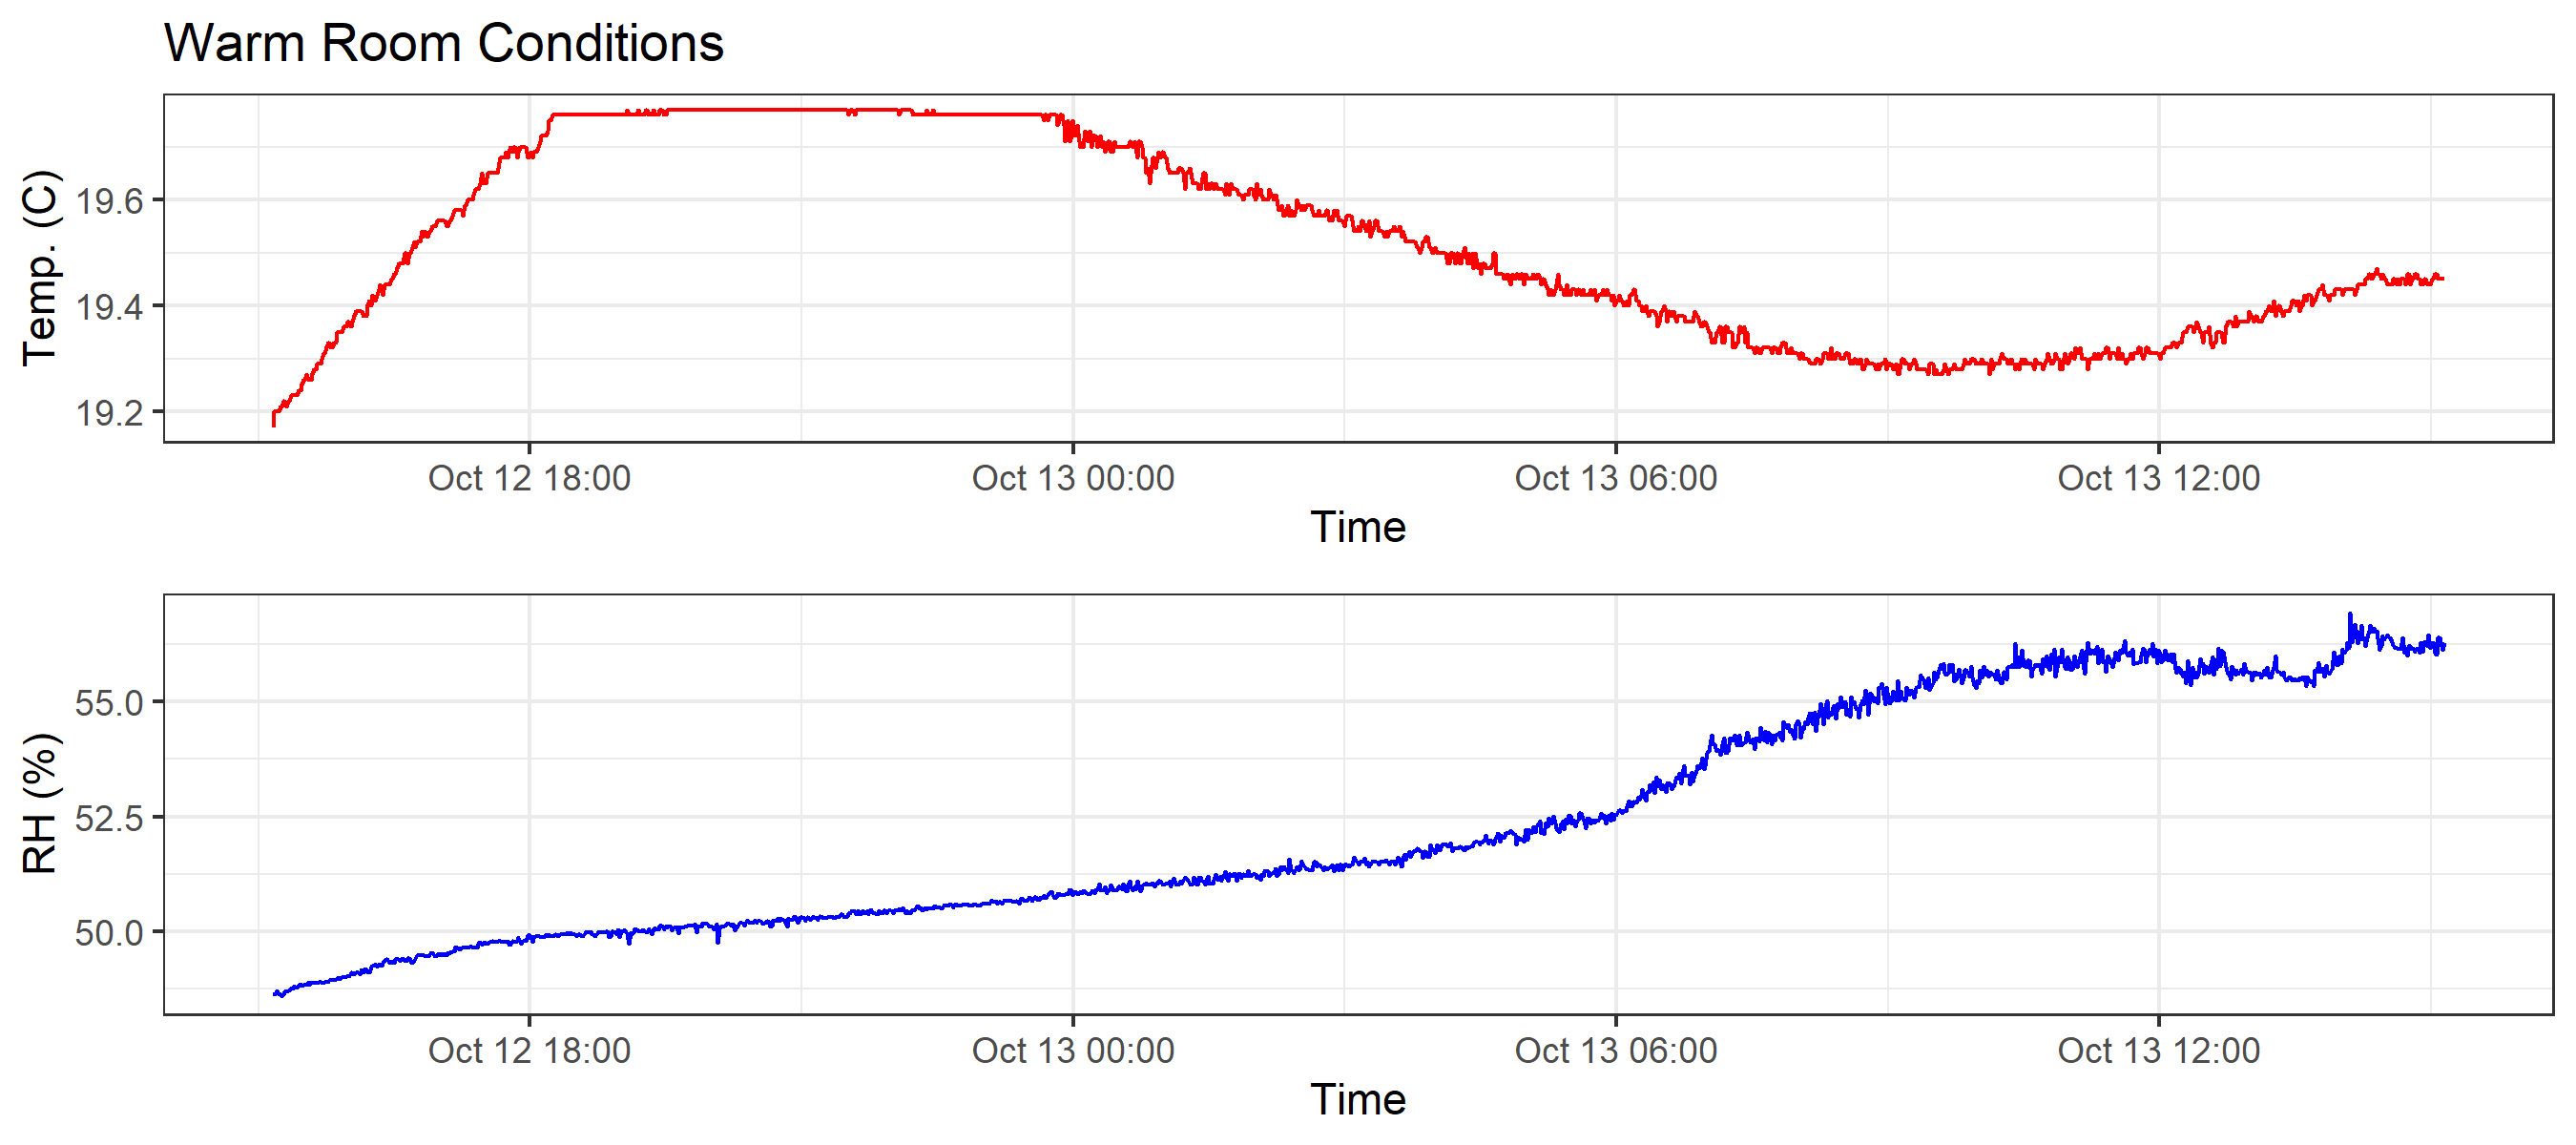 Warm Room Conditions
Temp. (C)
19.6
19.4
19.2
Oct 12 18:00 Oct 13 00:00 Oct 13 06:00 Oct 13 12:00
Time
RH (%)
55.0
52.5
50.0
Oct 12 18:00 Oct 13 00:00 Oct 13 06:00 Oct 13 12:00
Time